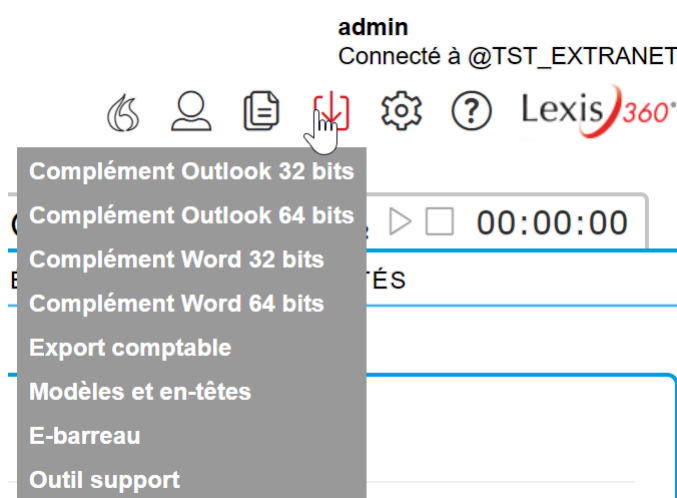 admin
Connecté à @TST_EXTRANET
Lexis 360®
Complément Outlook 32 bits
Complément Outlook 64 bits
00:00:00
Complément Word 32 bits
ÉS
Complément Word 64 bits
Export comptable
Modèles et en-têtes
E-barreau
Outil support